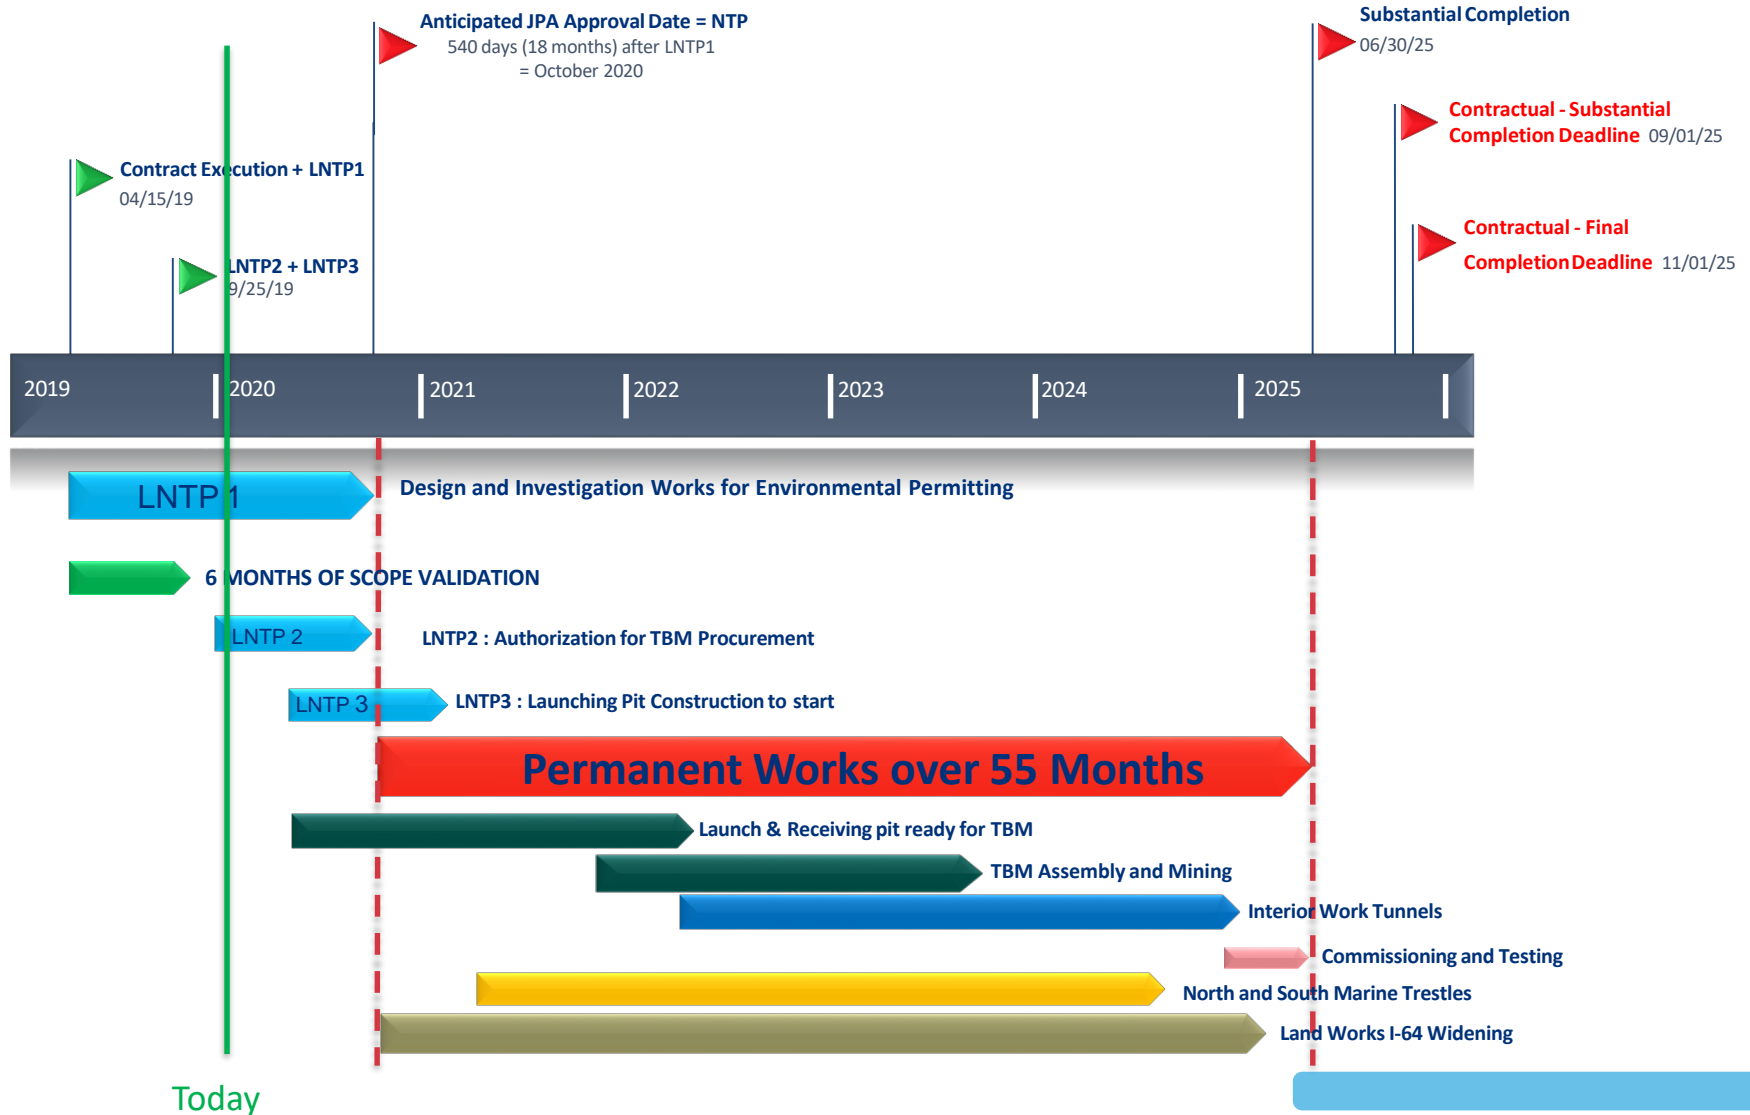 Anticipated JPA Approval Date = NTP
540 days (18 months) after LNTP1
= October 2020
Substantial Completion
06/30/25
Contractual - Substantial
Completion Deadline 09/01/25
Contract Execution + LNTP1
04/15/19
Contractual - Final
Completion Deadline 11/01/25
LNTP2 + LNTP3
9/25/19
2019 2020 2021 2022 2023 2024 2025
LNTP 1
Design and Investigation Works for Environmental Permitting
6 MONTHS OF SCOPE VALIDATION
LNTP 2
LNTP2 : Authorization for TBM Procurement
LNTP 3
LNTP3 : Launching Pit Construction to start
Permanent Works over 55 Months
Launch & Receiving pit ready for TBM
TBM Assembly and Mining
Interior Work Tunnels
Commissioning and Testing
North and South Marine Trestles
Land Works I-64 Widening
Today